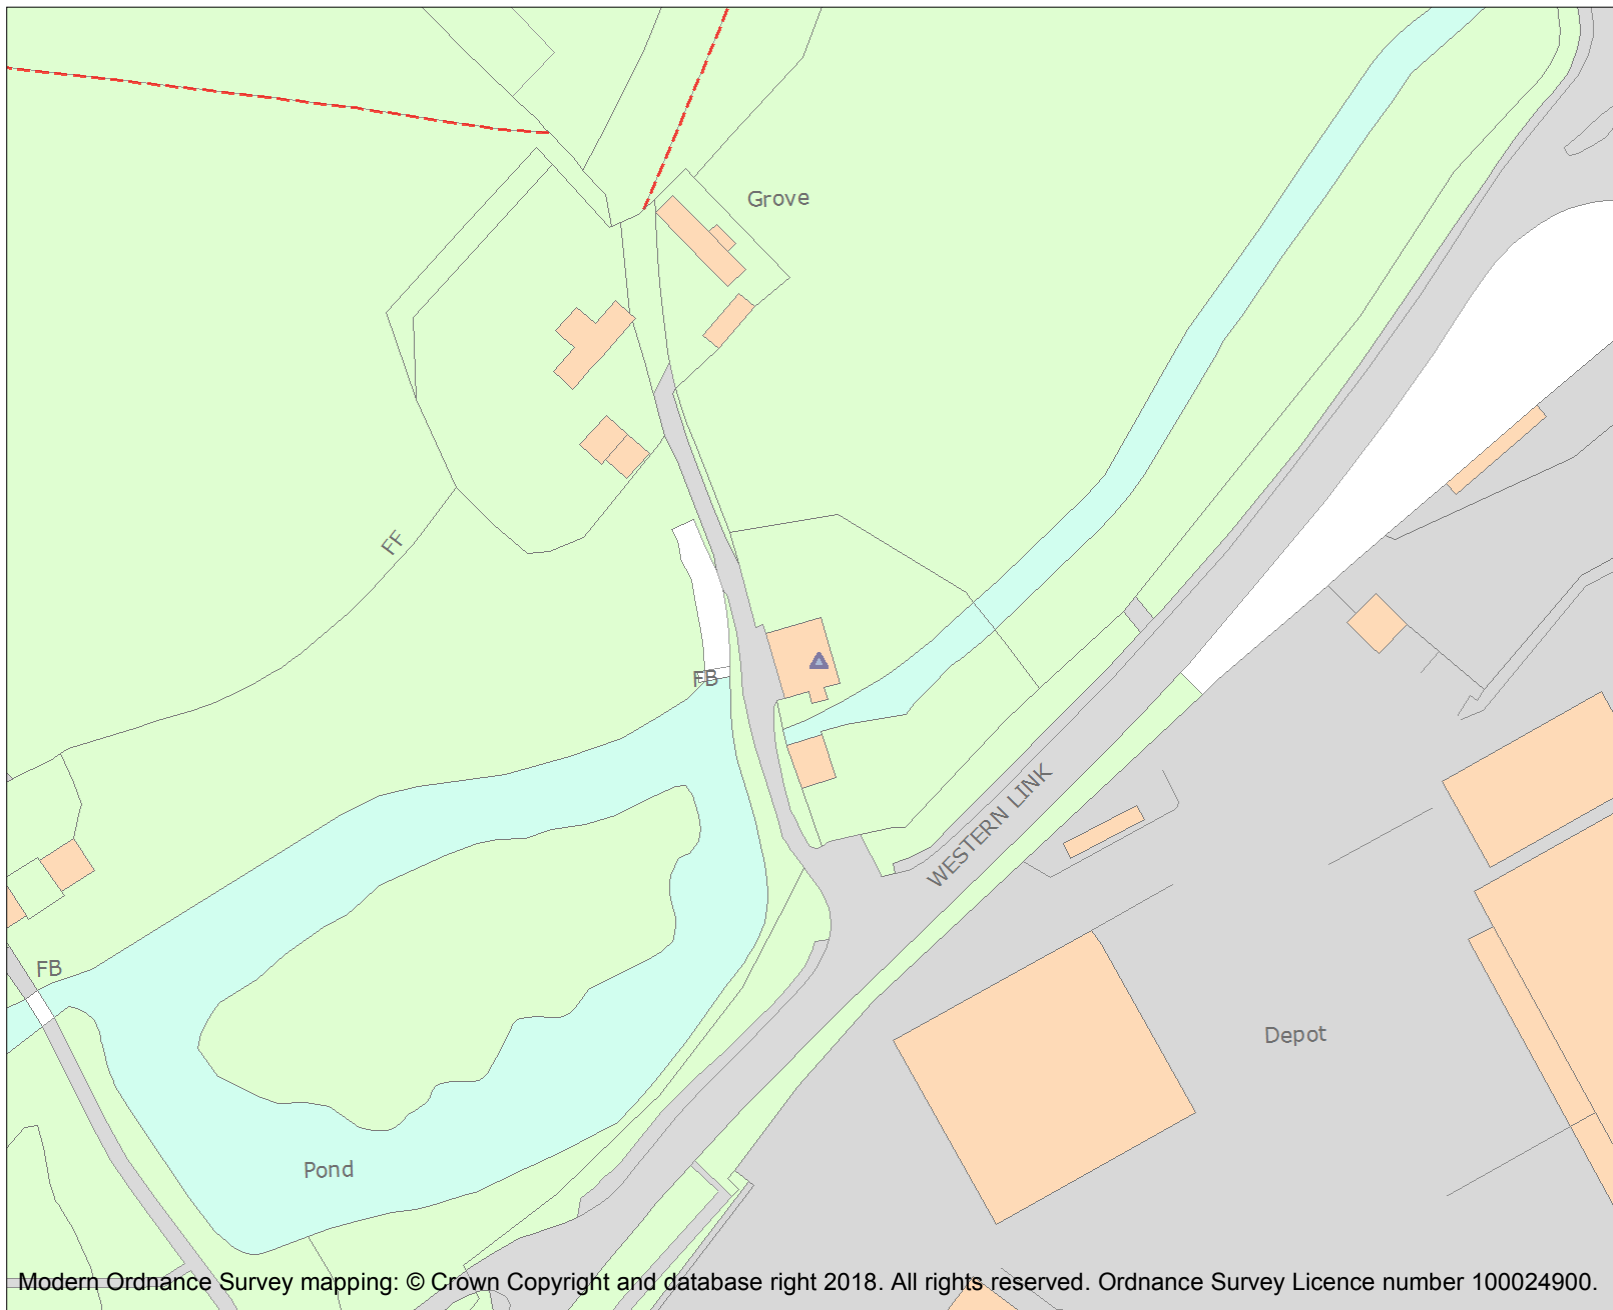 Grove
FF
FB
WESTERN LINK
FB
Depot
Pond
Modern Ordnance Survey mapping: © Crown Copyright and database right 2018. All rights reserved. Ordnance Survey Licence number 100024900.